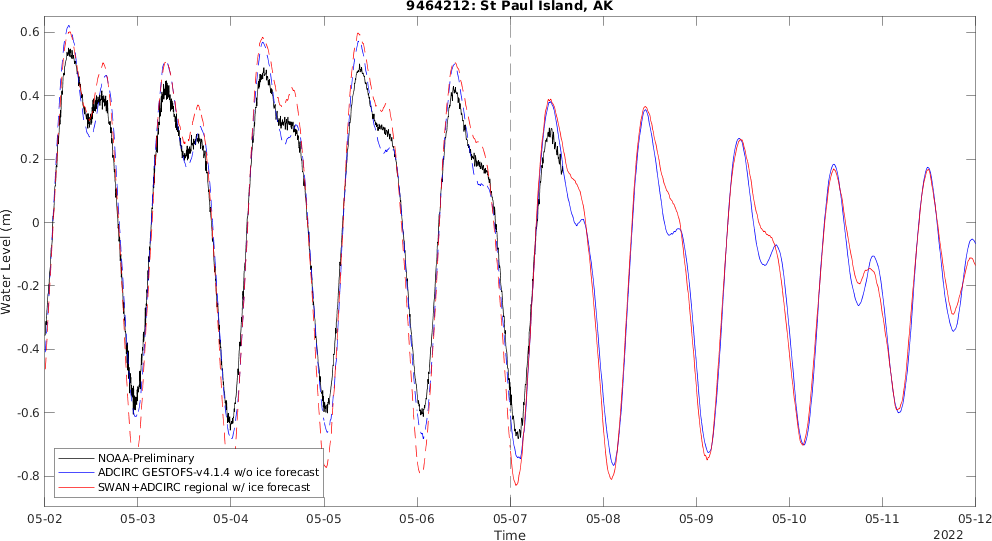 9464212: St Paul Island, AK
0.6
0.4
0.2
0
-0.2
-0.4
-0.6
-0.8
Water Level (m)
NOAA-Preliminary
ADCIRC GESTOFS-v4.1.4 w/o ice forecast
SWAN+ADCIRC regional w/ ice forecast
05-02 05-03 05-04 05-05 05-06 05-07 05-08 05-09 05-10 05-11 05-12
Time
2022